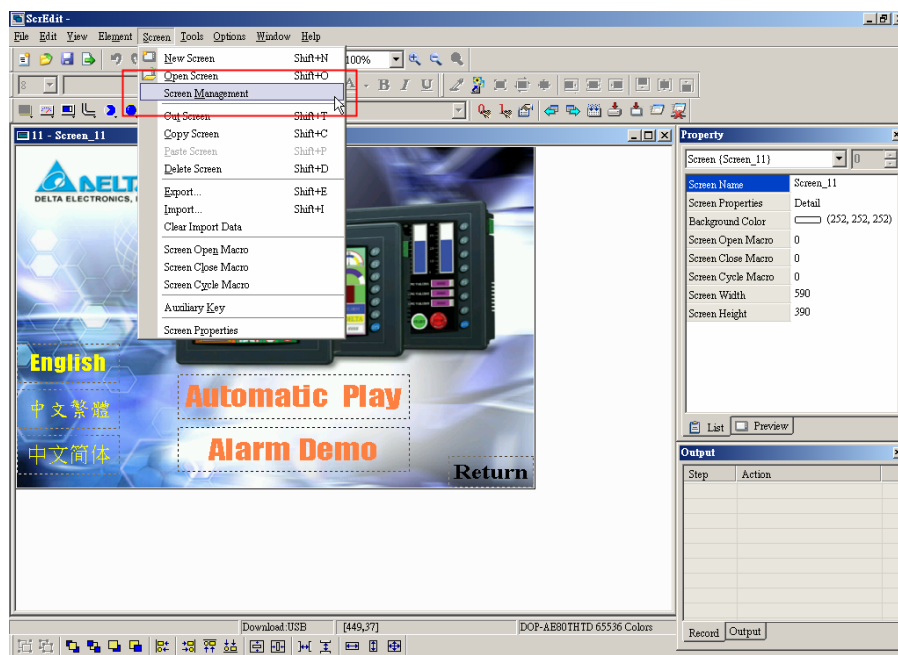 ScrEdit -
File Edit View Element Screen Tools Options Window Help
New Screen Shift+N
100%
Open Screen Shift+O
8 A B I U
Screen Management
Cut Screen Shift+T
11 - Screen_11
Copy Screen Shift+C
Paste Screen Shift+P
Delete Screen Shift+D
Export... Shift+E
Import... Shift+I
Clear Import Data
Screen Open Macro
Screen Close Macro
Screen Cycle Macro
Auxiliary Key
Screen Properties
DELT
DELTA ELECTRONICS, I
English
中文繁體
中文简体
Automatic Play
Alarm Demo
Return
Property
Screen {Screen_11} 0
Screen Name Screen_11
Screen Properties Detail
Background Color (252, 252, 252)
Screen Open Macro 0
Screen Close Macro 0
Screen Cycle Macro 0
Screen Width 590
Screen Height 390
List Preview
Output
Step Action
Record Output
Download:USB [449,37] DOP-AE80THTD 65536 Colors